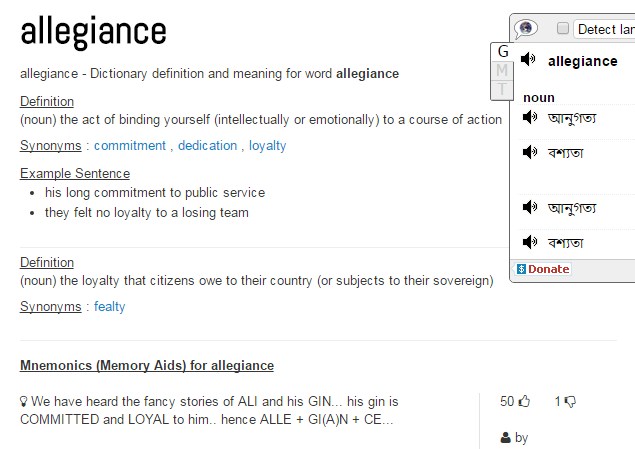 allegiance
allegiance - Dictionary definition and meaning for word allegiance
Definition
(noun) the act of binding yourself (intellectually or emotionally) to a course of action
Synonyms : commitment , dedication , loyalty
Example Sentence
• his long commitment to public service
• they felt no loyalty to a losing team
Definition
(noun) the loyalty that citizens owe to their country (or subjects to their sovereign)
Synonyms : fealty
Mnemonics (Memory Aids) for allegiance
We have heard the fancy stories of ALI and his GIN... his gin is
COMMITTED and LOYAL to him.. hence ALLE + GI(A)N + CE...
50
1
by
Detect lan
G
M
T
allegiance
noun
আনুগত্য
বশ্যতা
আনুগত্য
বশ্যতা
$ Donate